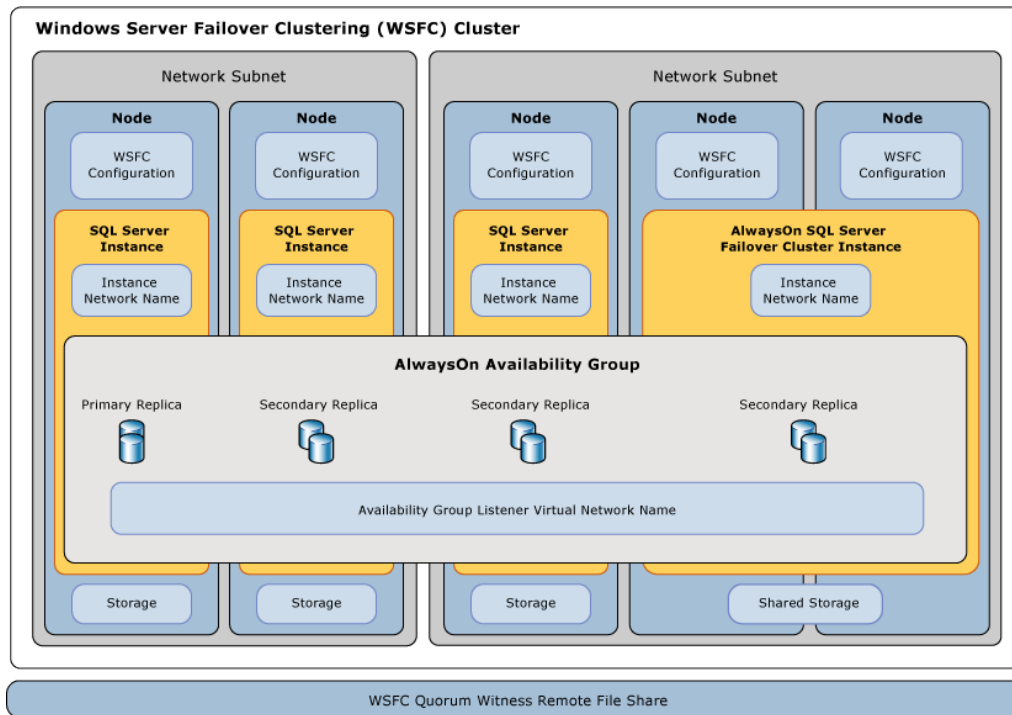 Windows Server Failover Clustering (WSFC) Cluster
Network Subnet
Network Subnet
Node
Node
Node
Node
Node
WSFC
Configuration
WSFC
Configuration
WSFC
Configuration
WSFC
Configuration
WSFC
Configuration
SQL Server
Instance
SQL Server
Instance
SQL Server
Instance
AlwaysOn SQL Server
Failover Cluster Instance
Instance
Network Name
Instance
Network Name
Instance
Network Name
Instance
Network Name
AlwaysOn Availability Group
Primary Replica
Secondary Replica
Secondary Replica
Secondary Replica
Availability Group Listener Virtual Network Name
Storage
Storage
Storage
Shared Storage
WSFC Quorum Witness Remote File Share